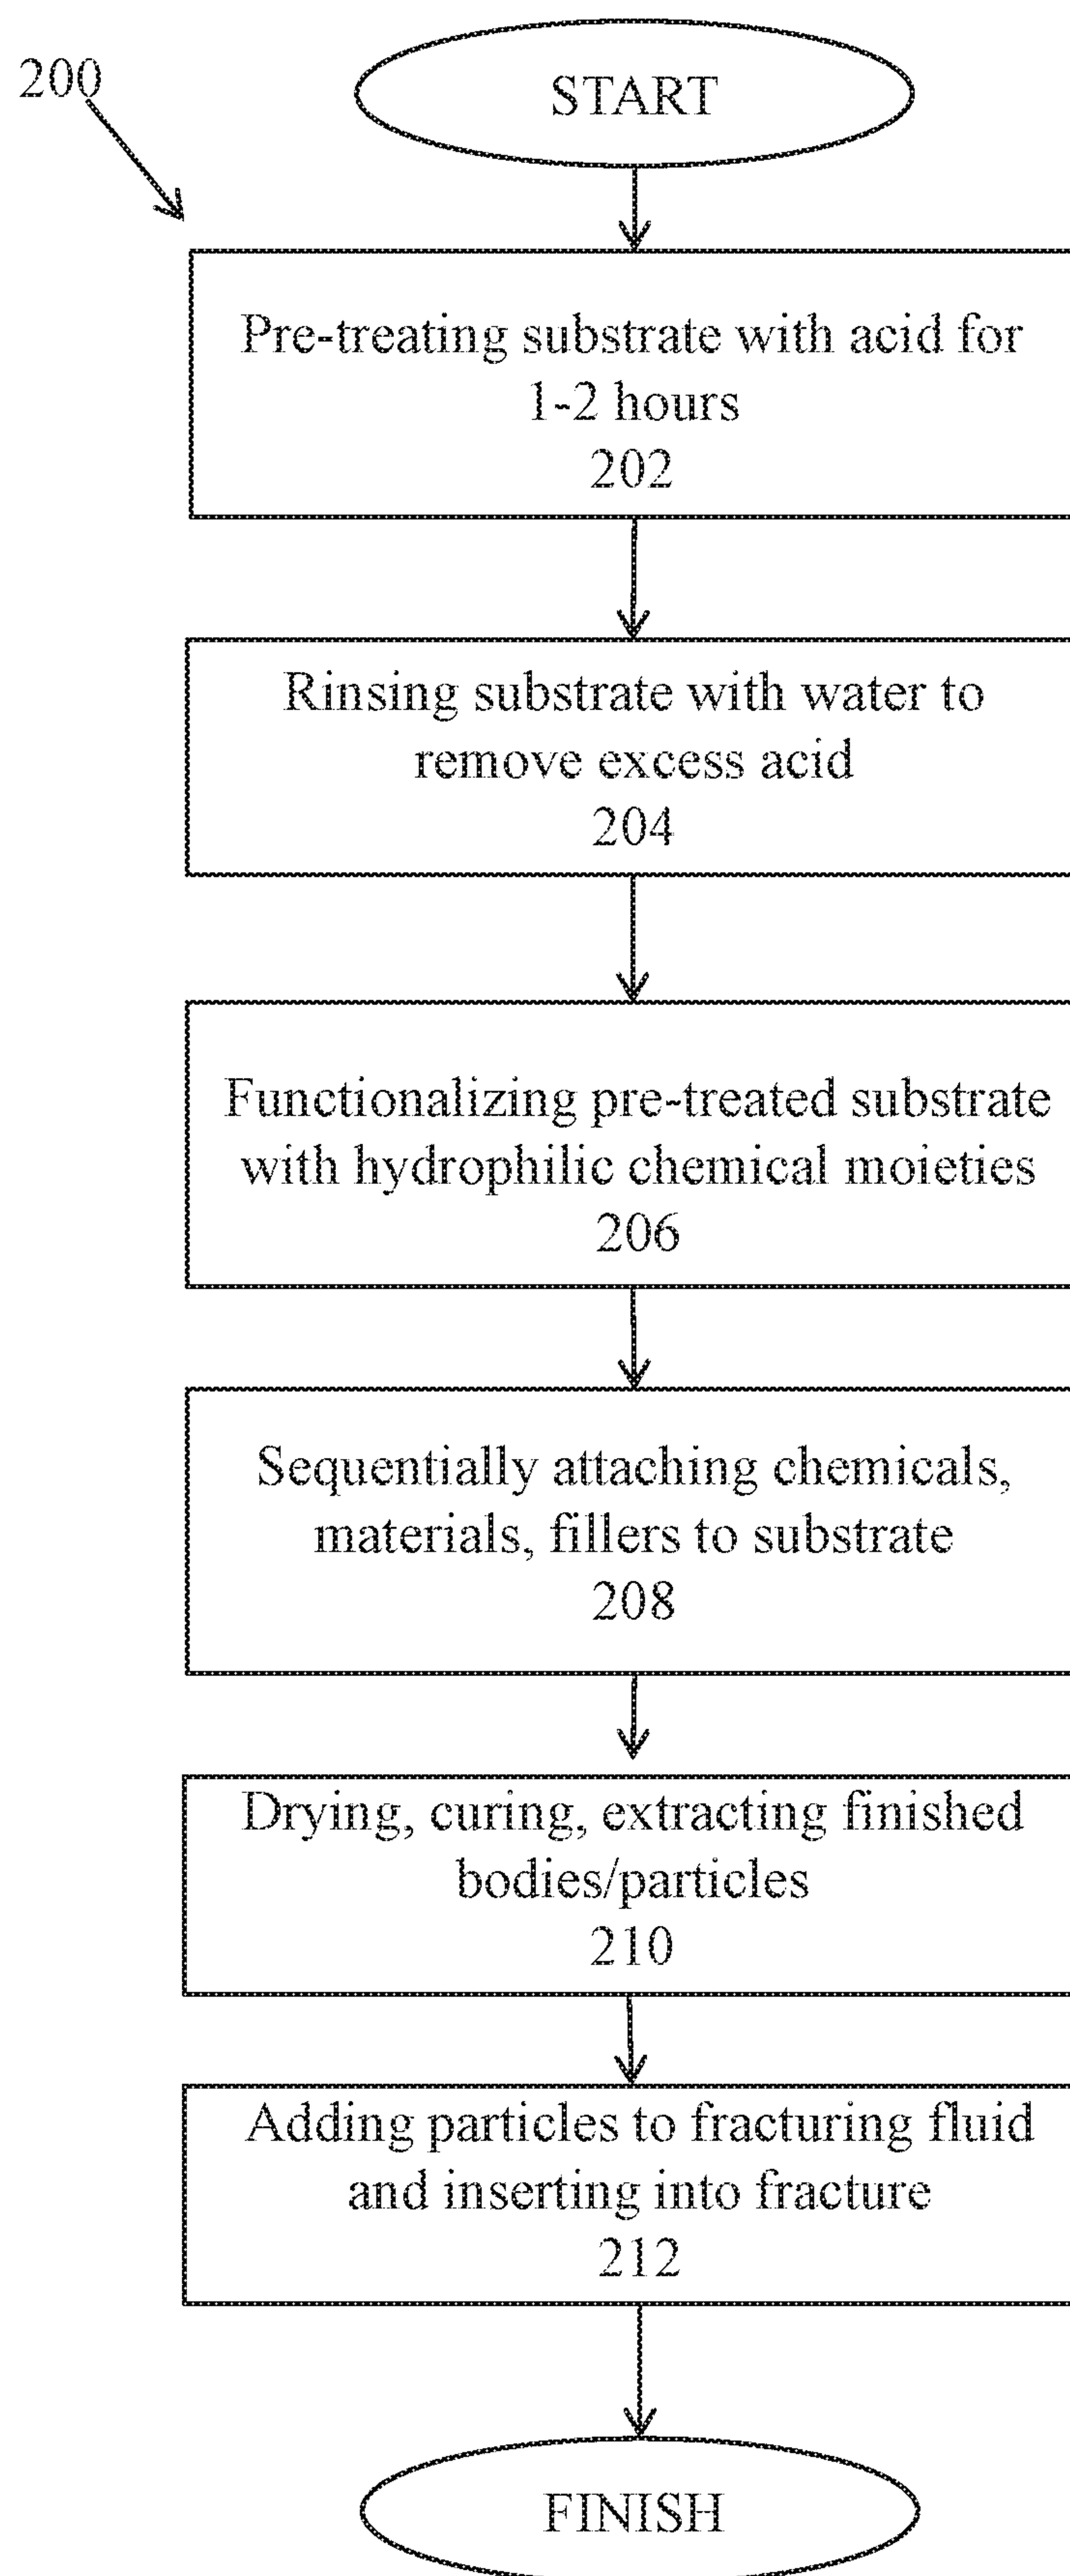 200
START
Pre-treating substrate with acid for
1-2 hours
202
Rinsing substrate with water to
remove excess acid
204
Functionalizing pre-treated substrate
with hydrophilic chemical moieties
206
Sequentially attaching chemicals,
materials, fillers to substrate
208
Drying, curing, extracting finished
bodies/particles
210
Adding particles to fracturing fluid
and inserting into fracture
212
FINISH